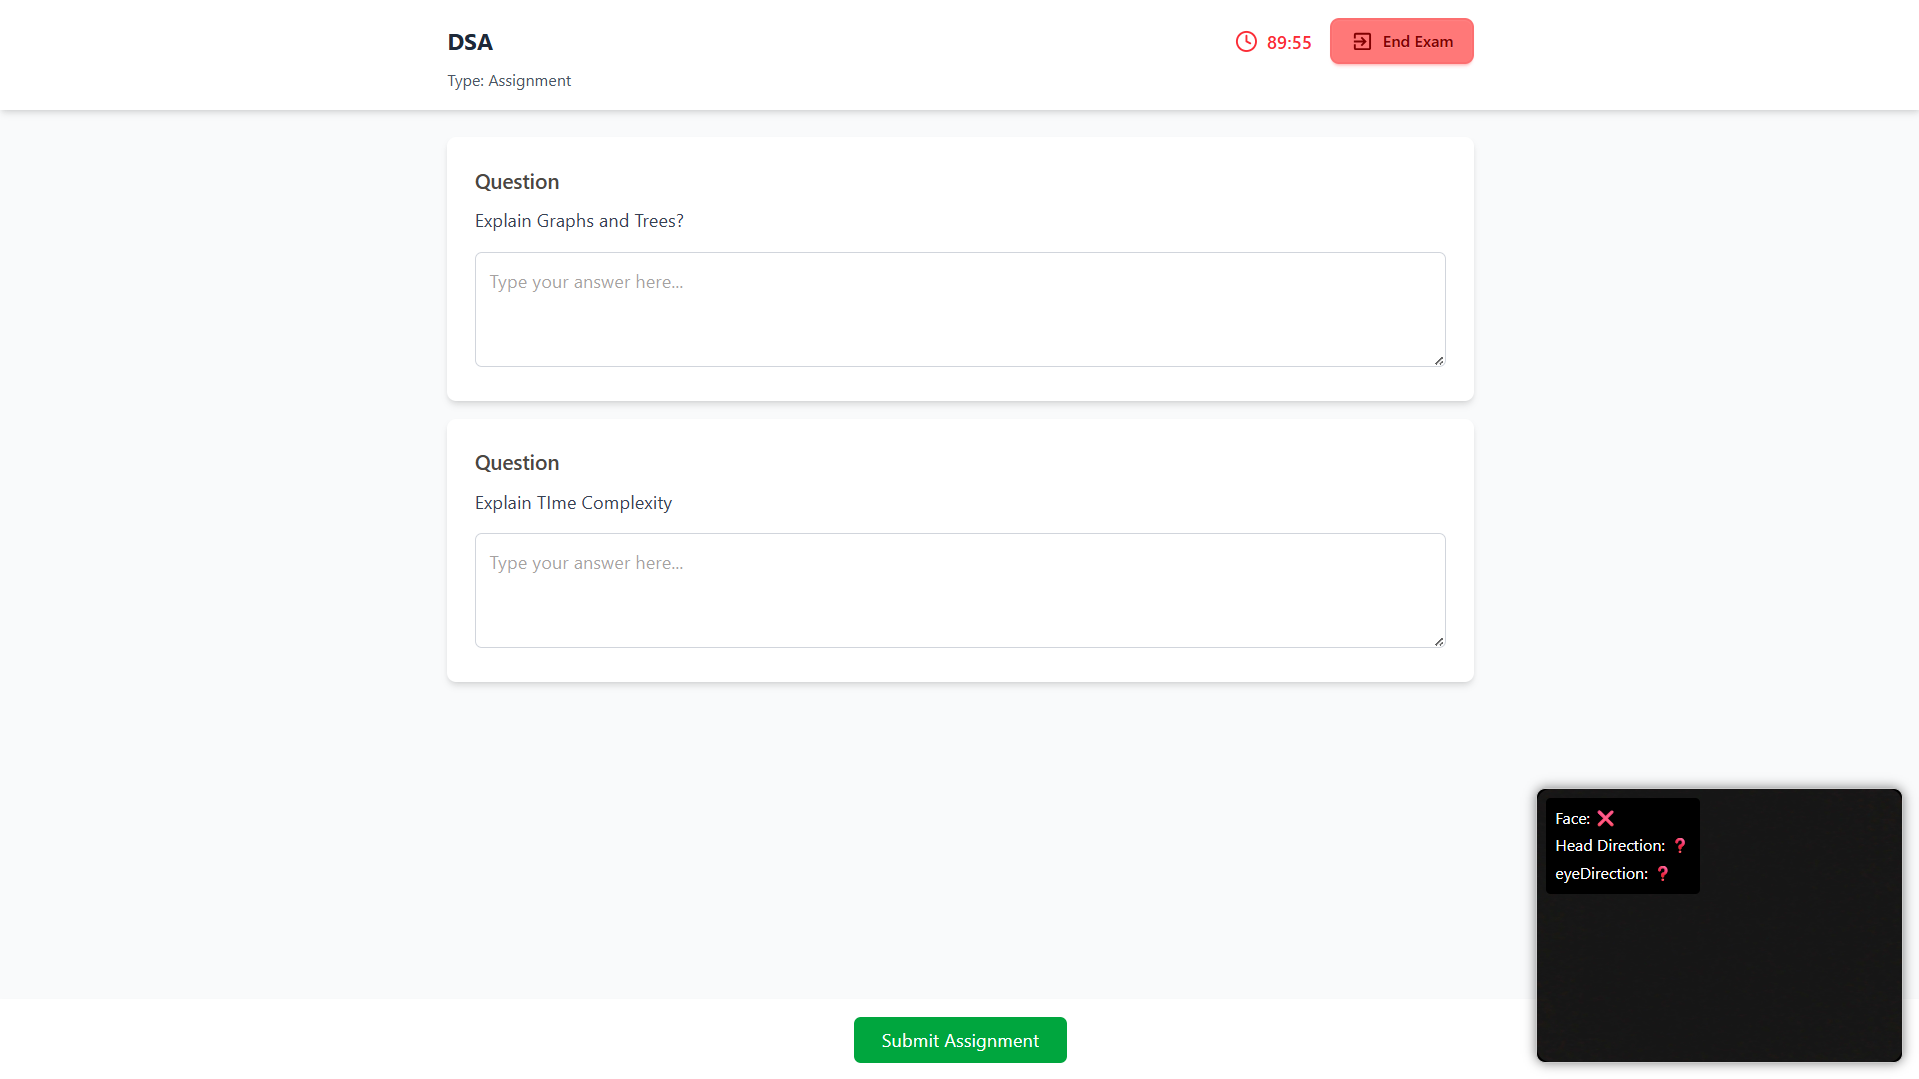 DSA
Type: Assignment
89:55
End Exam
Question
Explain Graphs and Trees?
Type your answer here...
Question
Explain TIme Complexity
Type your answer here...
Face: ❌
Head Direction: ❓
eyeDirection: ❓
Submit Assignment